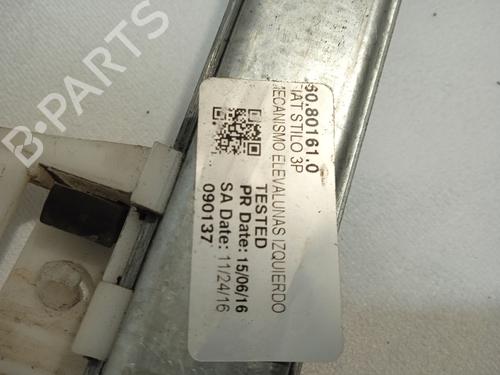 60.80161.0
FIAT STILO 3P
MECANISMO ELEVALUNAS IZQUIERDO
TESTED
PR Date: 15/06/16
SA Date: 11/24/16
090137
B-PARTS